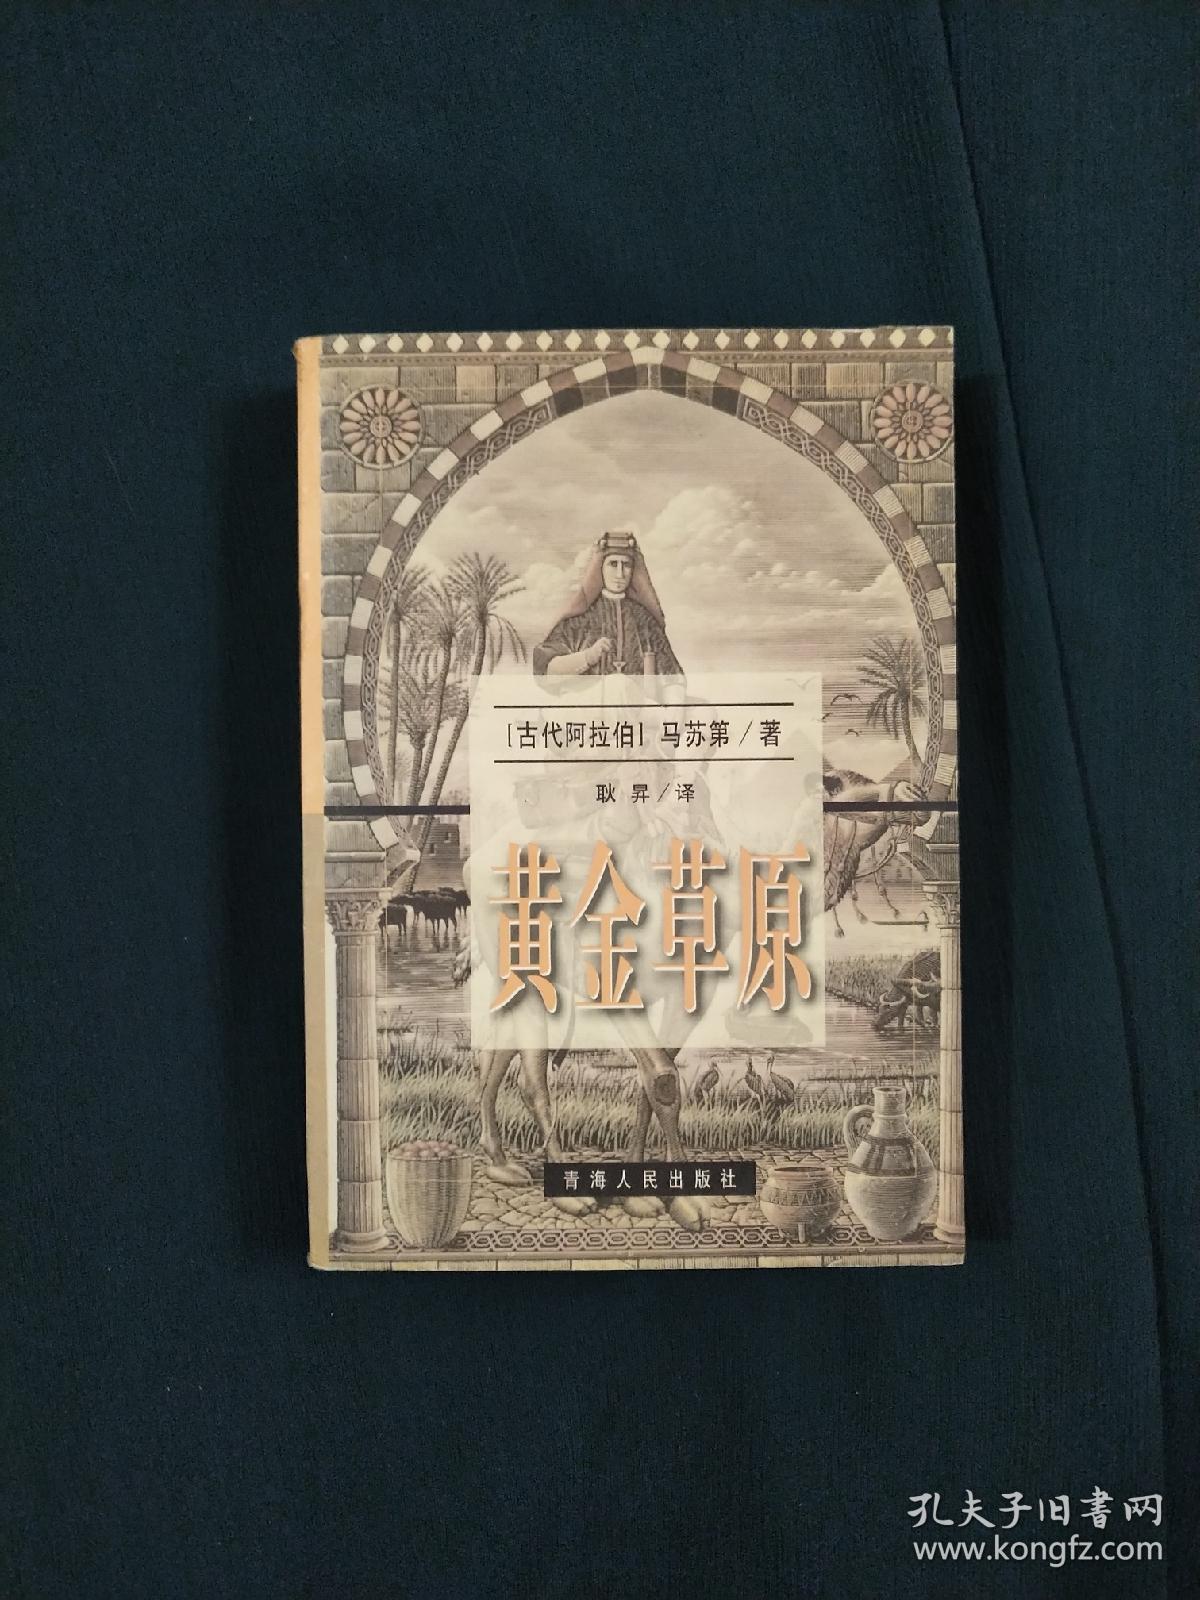 [古代阿拉伯] 马苏第/著
耿昇/译
黄金草原
青海人民出版社
孔夫子旧书网
www.kongfz.com